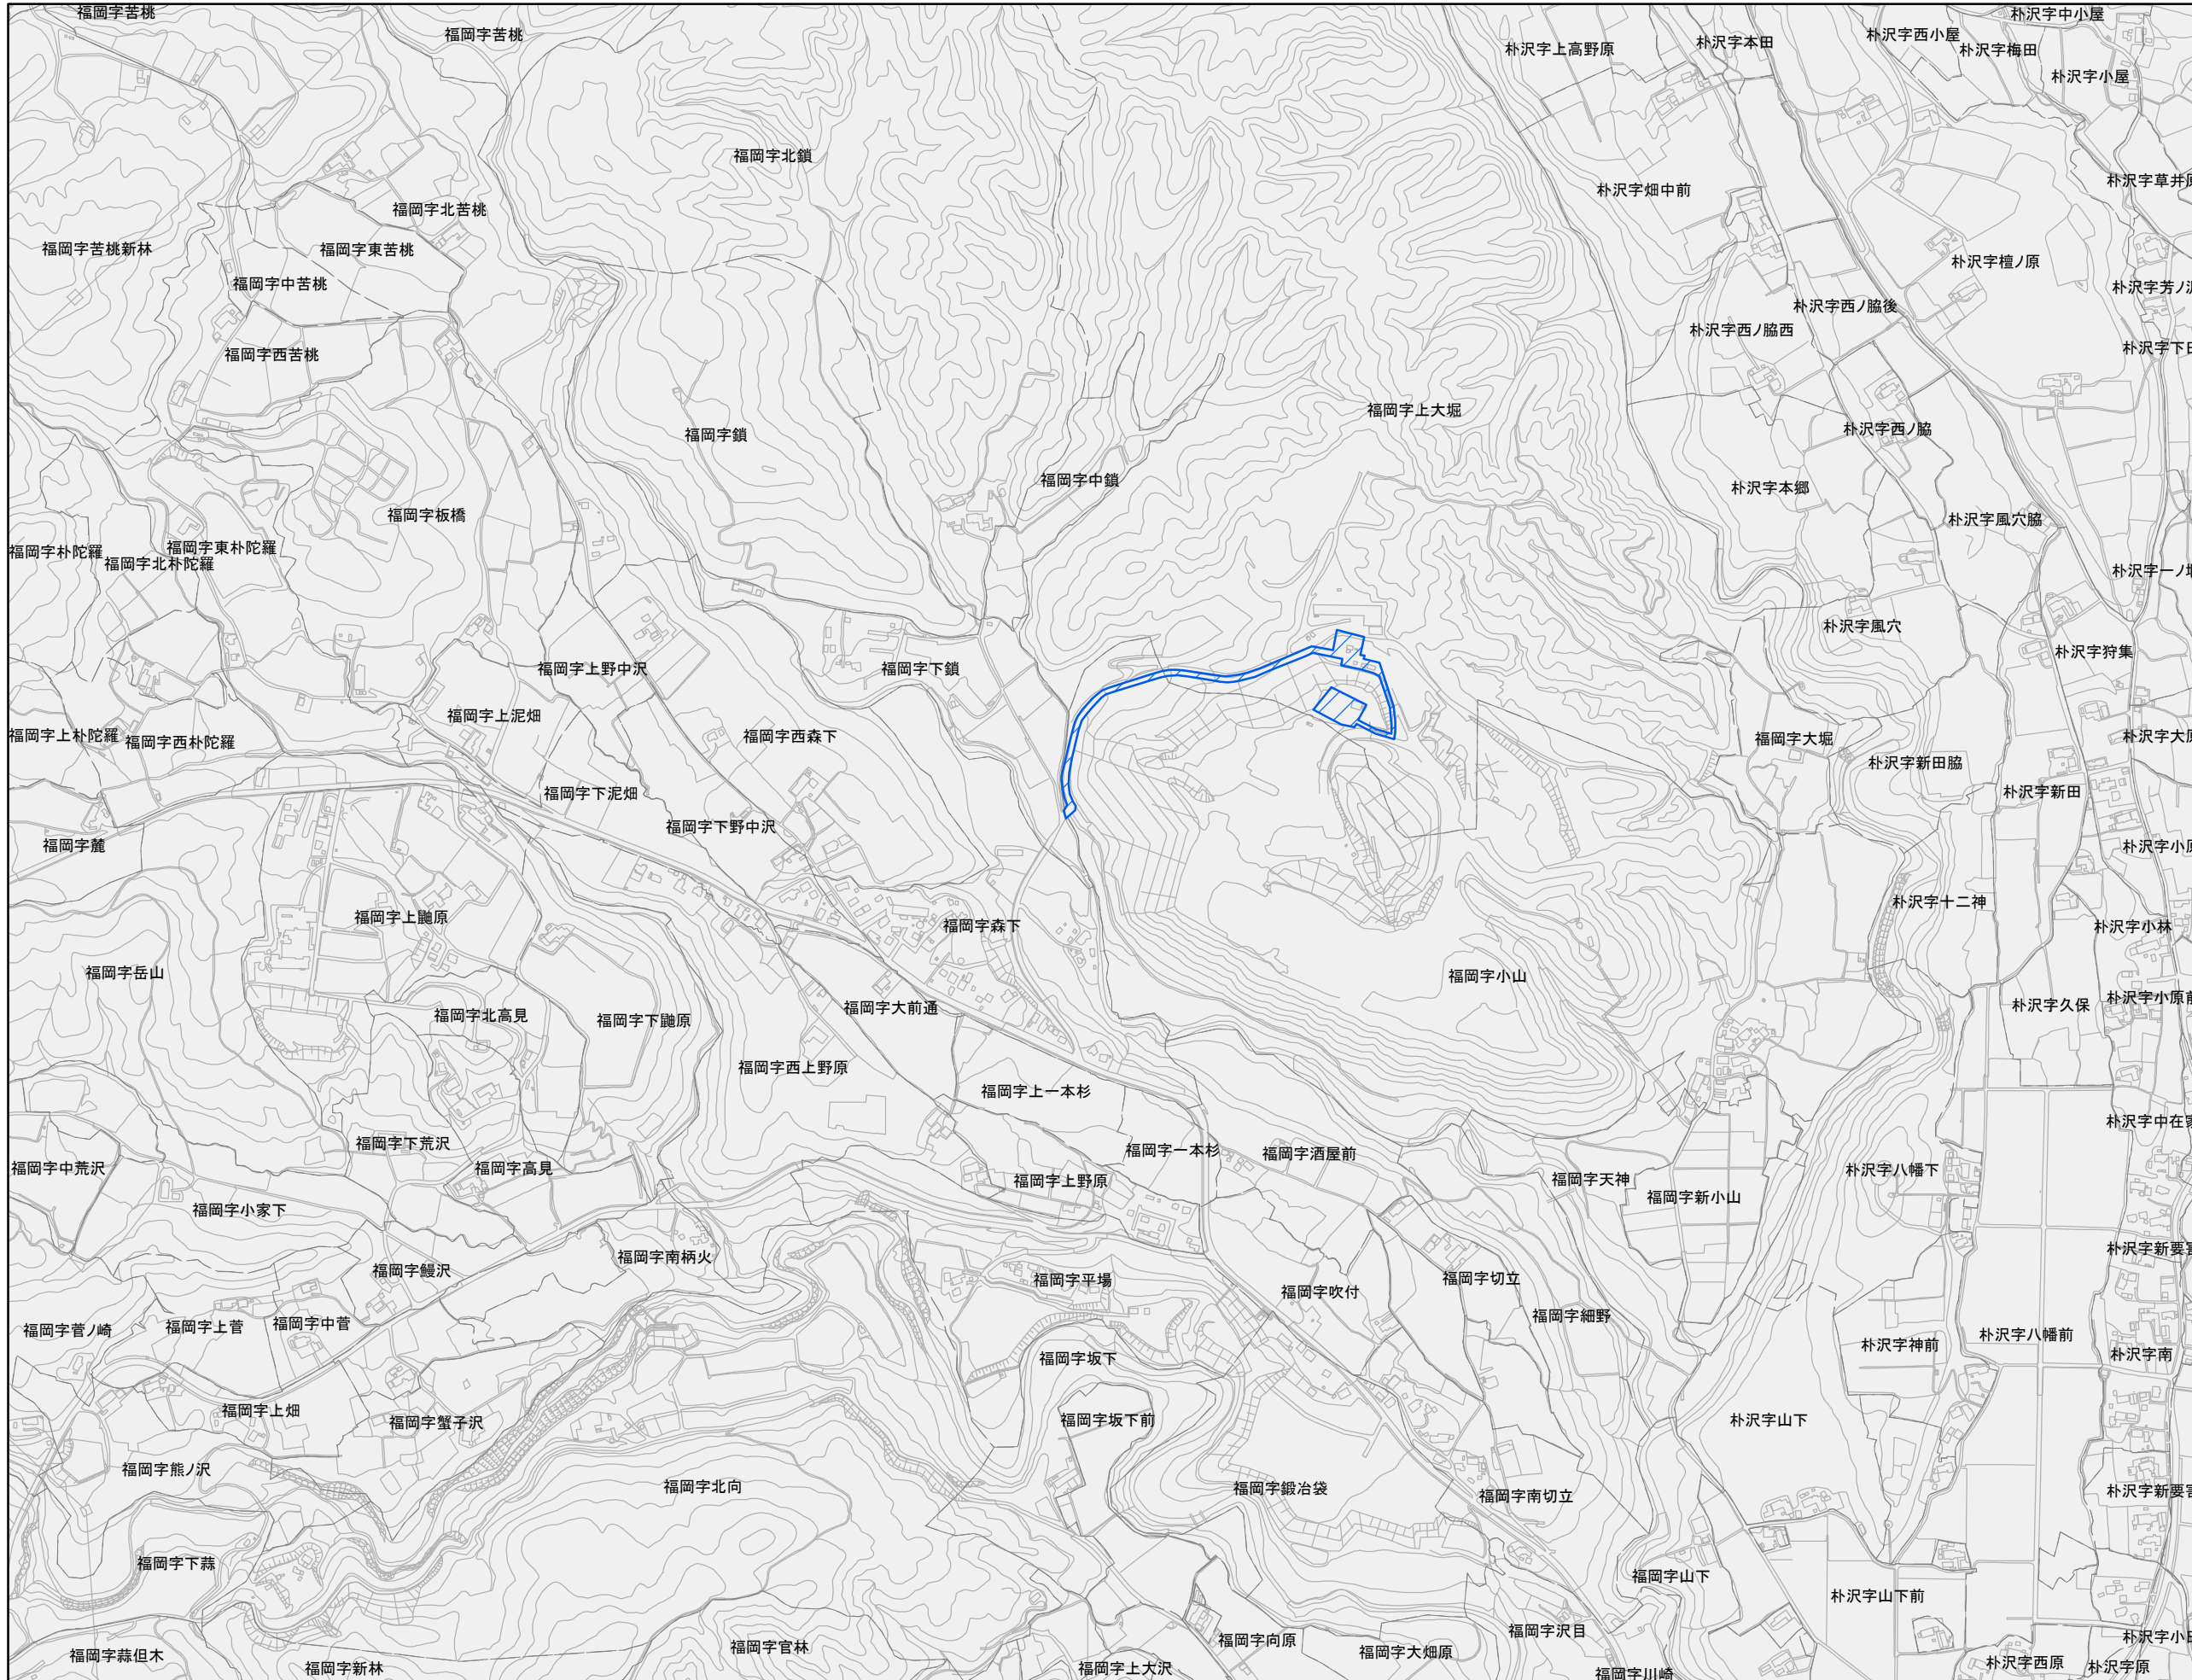 福岡字苦桃
福岡字苦桃
朴沢字上高野原
朴沢字本田
朴沢字西小屋
朴沢字中小屋
朴沢字梅田
朴沢字小屋
福岡字北鎖
朴沢字畑中前
朴沢字草井原
福岡字北苦桃
福岡字苦桃新林
福岡字東苦桃
福岡字中苦桃
朴沢字檀ノ原
朴沢字西ノ脇後
朴沢字西ノ脇西
福岡字西苦桃
福岡字上大堀
福岡字鎖
朴沢字西ノ脇
福岡字中鎖
朴沢字本郷
福岡字板橋
朴沢字風穴脇
福岡字朴陀羅
福岡字東朴陀羅
福岡字北朴陀羅
朴沢字風穴
朴沢字狩集
福岡字上野中沢
福岡字下鎖
福岡字上泥畑
福岡字上朴陀羅
福岡字西朴陀羅
福岡字西森下
福岡字大堀
朴沢字新田脇
朴沢字新田
福岡字下泥畑
福岡字下野中沢
福岡字麓
福岡字上鼬原
福岡字森下
朴沢字十二神
朴沢字小林
福岡字岳山
福岡字小山
福岡字大前通
福岡字北高見
福岡字下鼬原
朴沢字久保
朴沢字小原前
福岡字西上野原
福岡字上一本杉
朴沢字中在家
福岡字下荒沢
福岡字一本杉
福岡字酒屋前
福岡字中荒沢
福岡字高見
福岡字上野原
福岡字天神
福岡字新小山
朴沢字八幡下
福岡字小家下
福岡字南柄火
福岡字鰻沢
福岡字平場
福岡字吹付
福岡字切立
福岡字細野
福岡字菅ノ崎
福岡字上菅
福岡字中菅
朴沢字神前
朴沢字八幡前
朴沢字南
福岡字坂下
福岡字上畑
福岡字蟹子沢
福岡字坂下前
朴沢字山下
福岡字熊ノ沢
福岡字北向
福岡字鍛冶袋
福岡字南切立
福岡字下蒜
福岡字山下
朴沢字山下前
福岡字蒜但木
福岡字新林
福岡字官林
福岡字上大沢
福岡字向原
福岡字大畑原
福岡字沢目
福岡字川崎
朴沢字西原
朴沢字原